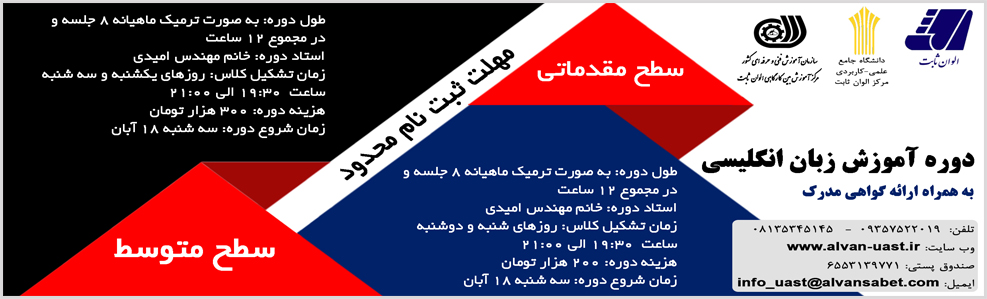 الوان ثابت
دانشگاه جامع
علمی-کاربردی
مرکز الوان ثابت
سازمان آموزش فنی و حرفه ای کشور
مرکز آموزش بین کارگاهی الوان ثابت
دوره آموزش زبان انگلیسی
به همراه ارائه گواهی مدرک
تلفن: ۰۹۳۵۷۵۲۲۰۱۹ - ۰۸۱۳۵۳۴۵۱۴۵
وب سایت: www.alvan-uast.ir
صندوق پستی: ۶۵۵۳۱۳۹۷۷۱
ایمیل: info_uast@alvansabet.com
سطح مقدماتی
طول دوره: به صورت ترمیک ماهیانه ۸ جلسه و
در مجموع ۱۲ ساعت
استاد دوره: خانم مهندس امیدی
زمان تشکیل کلاس: روزهای شنبه و دوشنبه
ساعت ۱۹:۳۰ الی ۲۱:۰۰
هزینه دوره: ۲۰۰ هزار تومان
زمان شروع دوره: سه شنبه ۱۸ آبان
مهلت ثبت نام محدود
طول دوره: به صورت ترمیک ماهیانه ۸ جلسه و
در مجموع ۱۲ ساعت
استاد دوره: خانم مهندس امیدی
زمان تشکیل کلاس: روزهای یکشنبه و سه شنبه
ساعت ۱۹:۳۰ الی ۲۱:۰۰
هزینه دوره: ۳۰۰ هزار تومان
زمان شروع دوره: سه شنبه ۱۸ آبان
سطح متوسط